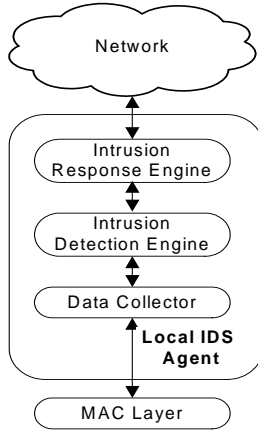 Network
Intrusion
Response Engine
Intrusion
Detection Engine
Data Collector
Local IDS
Agent
MAC Layer